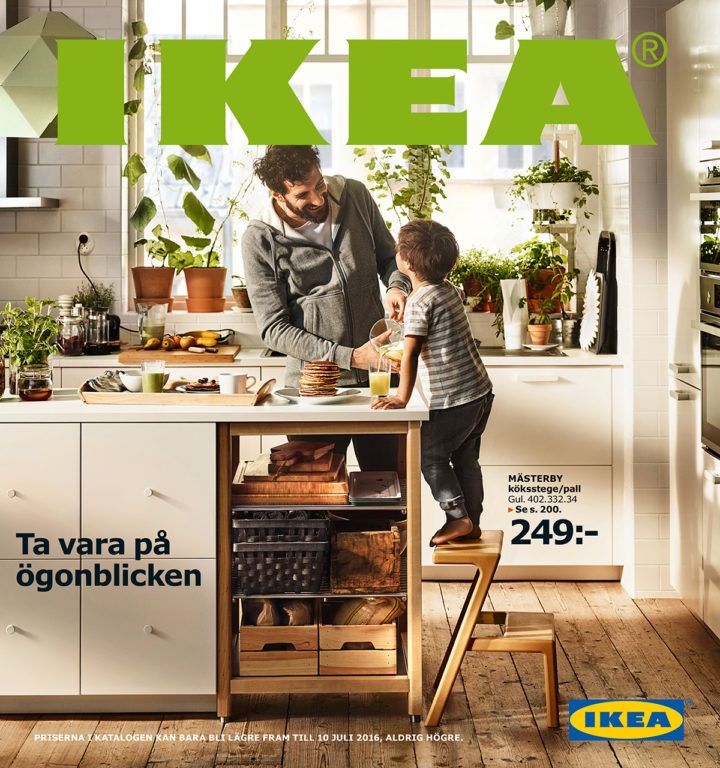 IKEA®
MÄSTERBY
köksstege/pall
Gul. 402.332.34
▸ Se s. 200.
249:-
Ta vara på
ögonblicken
IKEA
PRISERNA I KATALOGEN KAN BARA BLI LÄGRE FRAM TILL 10 JULI 2016, ALDRIG HÖGRE.